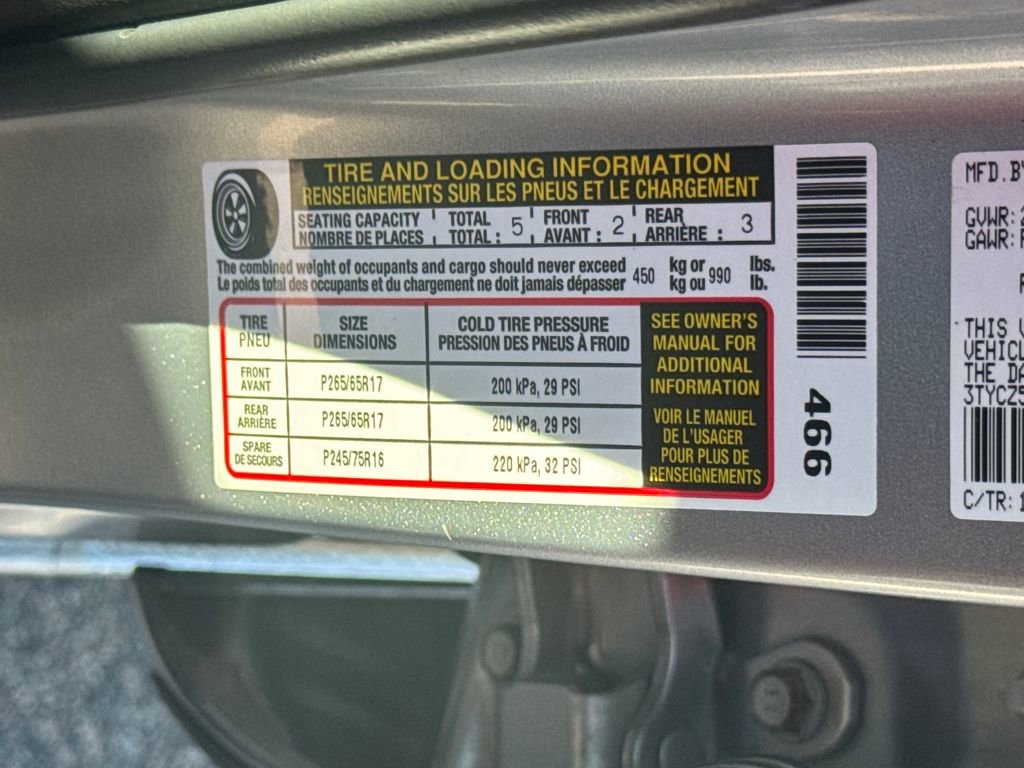 TIRE AND LOADING INFORMATION
RENSEIGNEMENTS SUR LES PNEUS ET LE CHARGEMENT
SEATING CAPACITY TOTAL FRONT REAR
NOMBRE DE PLACES TOTAL : 5 AVANT : 2 ARRIÈRE : 3
The combined weight of occupants and cargo should never exceed 450 kg or 990 lbs.
Le poids total des occupants et du chargement ne doit jamais dépasser kg ou lb.
TIRE SIZE COLD TIRE PRESSURE
PNEU DIMENSIONS PRESSION DES PNEUS À FROID
FRONT
AVANT P265/65R17 200 kPa, 29 PSI
REAR
ARRIÈRE P265/65R17 200 kPa, 29 PSI
SPARE
DE SECOURS P245/75R16 220 kPa, 32 PSI
SEE OWNER'S
MANUAL FOR
ADDITIONAL
INFORMATION
VOIR LE MANUEL
DE L'USAGER
POUR PLUS DE
RENSEIGNEMENTS
466
MFD.BY
GVWR:
GAWR:
THIS
THE
C/TR: